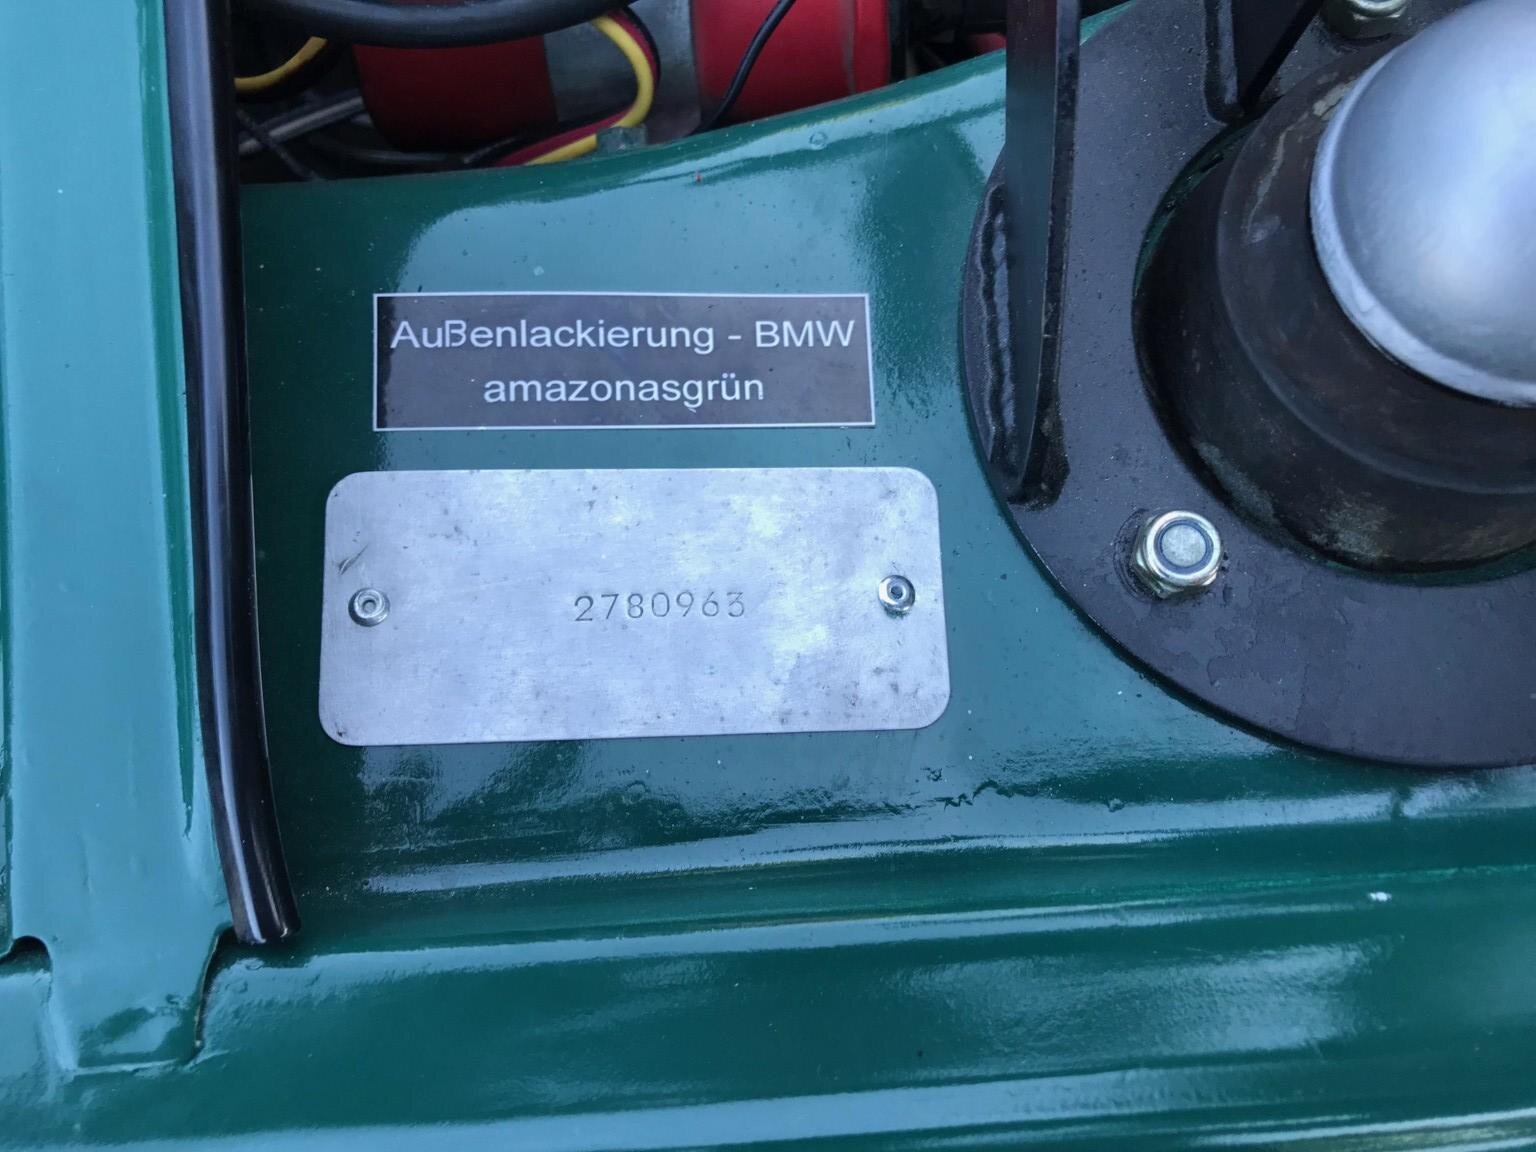 Außenlackierung - BMW
amazonasgrün
2780963